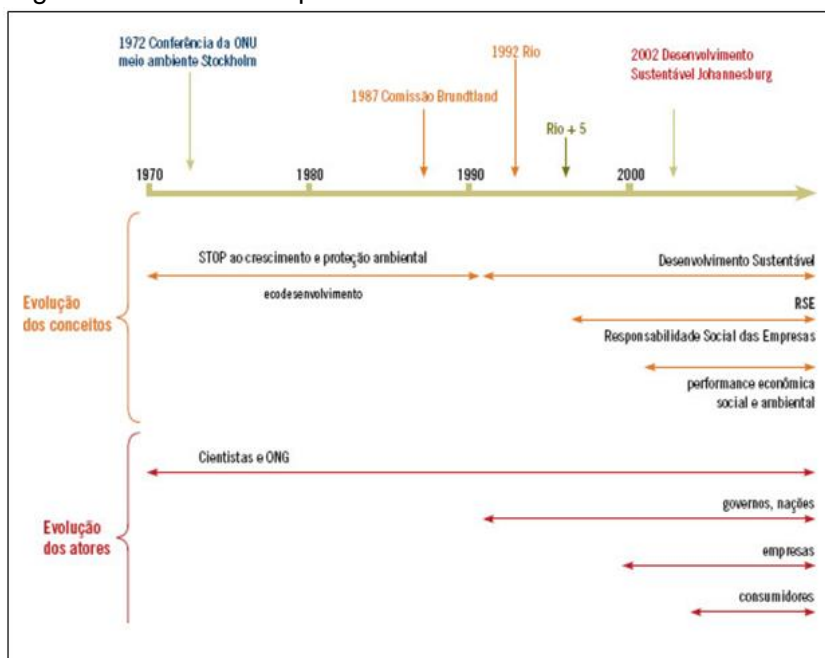 1972 Conferência da ONU
meio ambiente Stockholm
1992 Rio
2002 Desenvolvimento
Sustentável Johannesburg
1987 Comissão Brundtland
Rio + 5
1970
1980
1990
2000
STOP ao crescimento e proteção ambiental
Desenvolvimento Sustentável
ecodesenvolvimento
Evolução
dos conceitos
RSE
Responsabilidade Social das Empresas
performance econômica
social e ambiental
Cientistas e ONG
governos, nações
Evolução
dos atores
empresas
consumidores